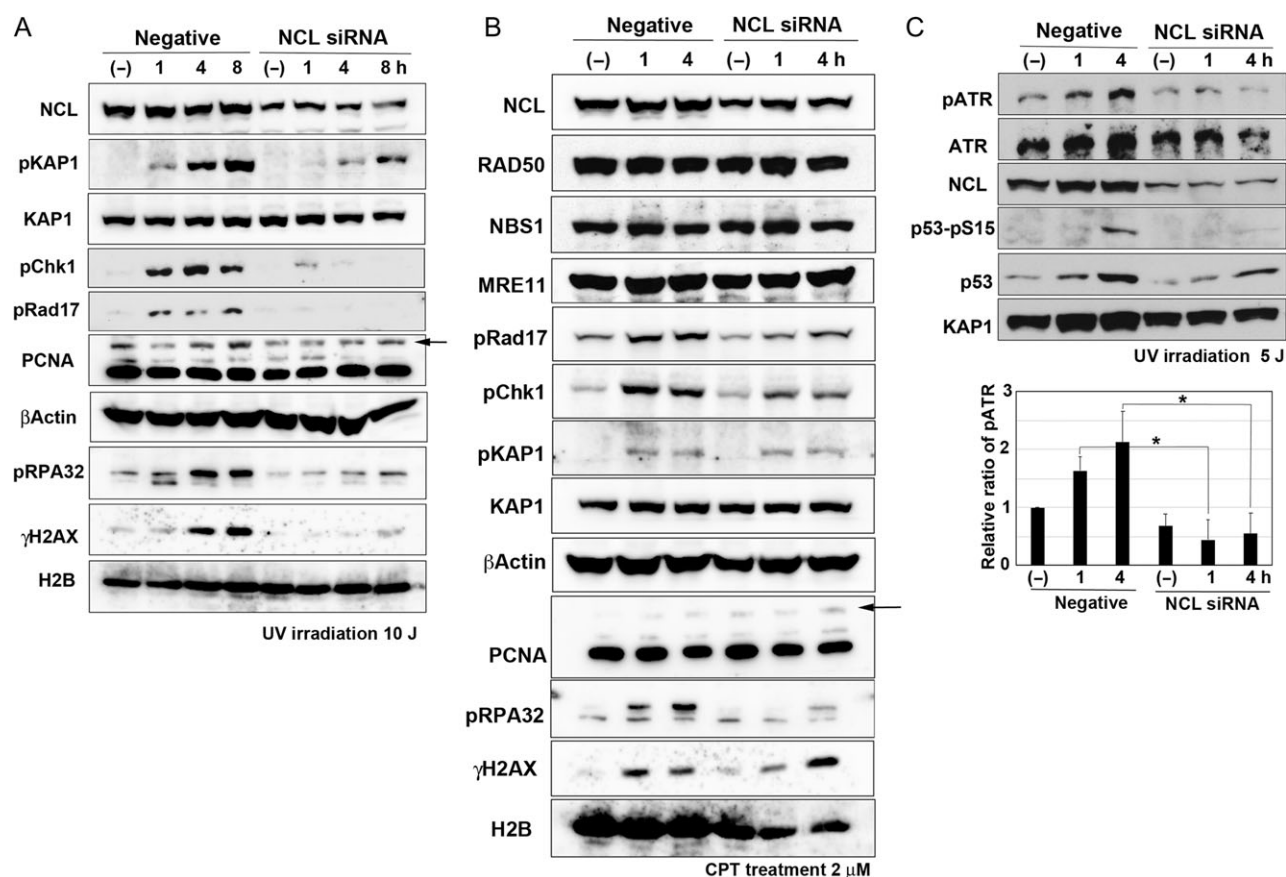 A
Negative NCL siRNA
(–) 1 4 8 (–) 1 4 8 h
NCL
pKAP1
KAP1
pChk1
pRad17
PCNA
βActin
pRPA32
γH2AX
H2B
UV irradiation 10 J
B
Negative NCL siRNA
(–) 1 4 (–) 1 4 h
NCL
RAD50
NBS1
MRE11
pRad17
pChk1
pKAP1
KAP1
βActin
PCNA
pRPA32
γH2AX
H2B
CPT treatment 2 μM
C
Negative NCL siRNA
(–) 1 4 (–) 1 4 h
pATR
ATR
NCL
p53-pS15
p53
KAP1
UV irradiation 5 J
Relative ratio of pATR
3
2
1
0
* *
(–) 1 4 (–) 1 4 h
Negative NCL siRNA